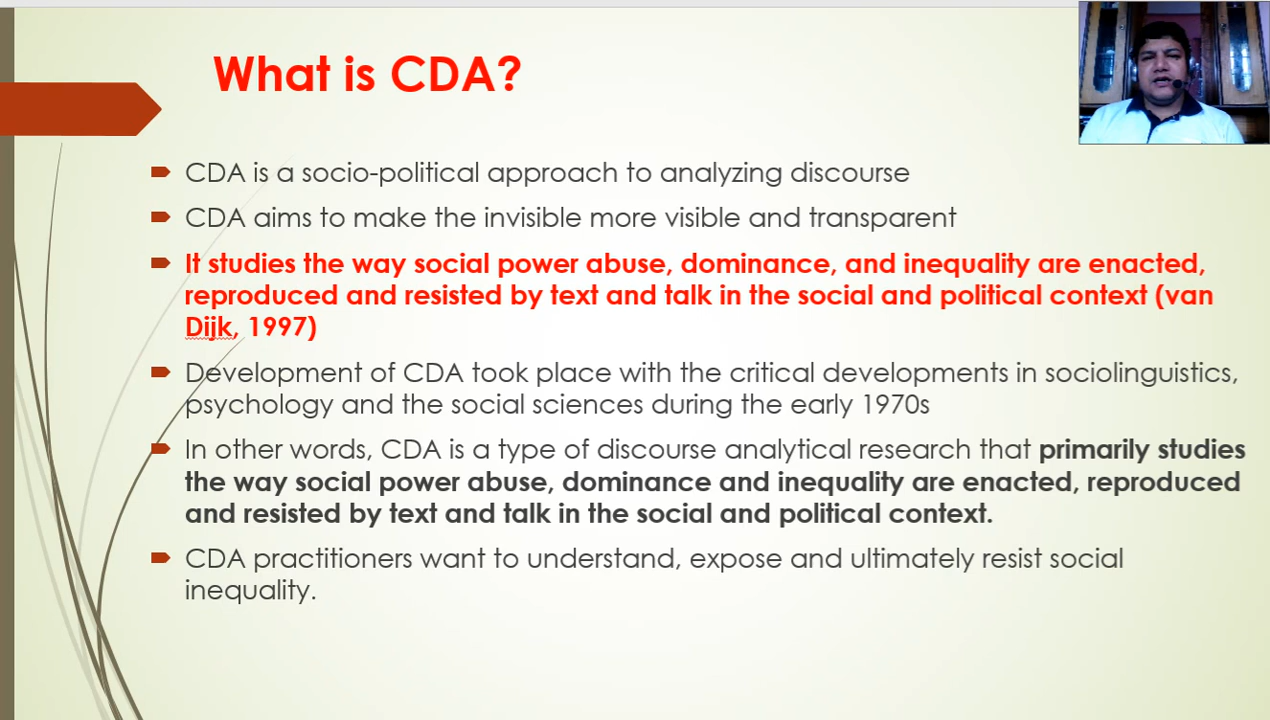 What is CDA?
CDA is a socio-political approach to analyzing discourse
CDA aims to make the invisible more visible and transparent
It studies the way social power abuse, dominance, and inequality are enacted,
reproduced and resisted by text and talk in the social and political context (van
Dijk, 1997)
Development of CDA took place with the critical developments in sociolinguistics,
psychology and the social sciences during the early 1970s
In other words, CDA is a type of discourse analytical research that primarily studies
the way social power abuse, dominance and inequality are enacted, reproduced
and resisted by text and talk in the social and political context.
CDA practitioners want to understand, expose and ultimately resist social
inequality.